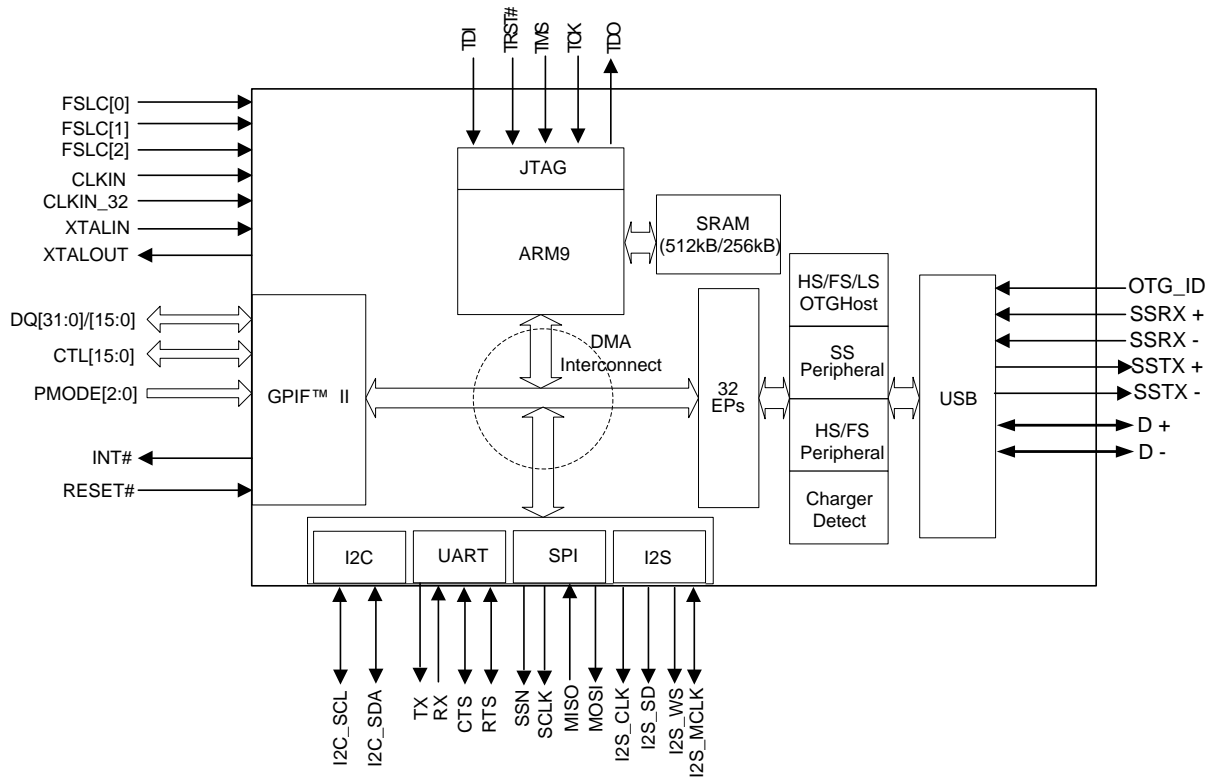 TDI
TRST#
TMS
TCK
TDO
FSLC[0]
FSLC[1]
FSLC[2]
CLKIN
CLKIN_32
XTALIN
XTALOUT
DQ[31:0]/[15:0]
CTL[15:0]
PMODE[2:0]
INT#
RESET#
JTAG
ARM9
SRAM
(512kB/256kB)
DMA
Interconnect
GPIF™ II
32
EPs
HS/FS/LS
OTGHost
SS
Peripheral
HS/FS
Peripheral
Charger
Detect
USB
OTG_ID
SSRX +
SSRX -
SSTX +
SSTX -
D +
D -
I2C
UART
SPI
I2S
I2C_SCL
I2C_SDA
TX
RX
CTS
RTS
SSN
SCLK
MISO
MOSI
I2S_CLK
I2S_SD
I2S_WS
I2S_MCLK